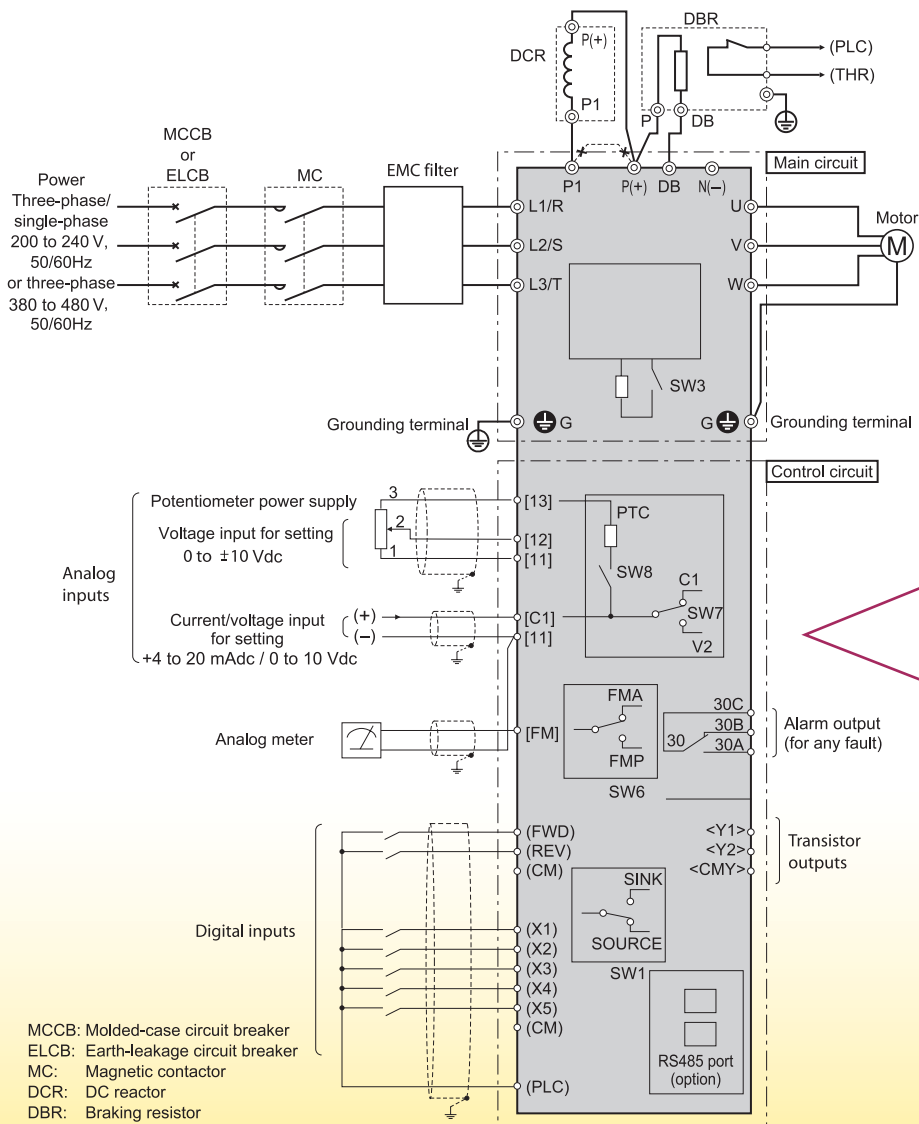 DBR
P(+)
DCR
P1
(PLC)
(THR)
P
DB
MCCB
or
ELCB
MC
EMC filter
P1
P(+)
DB
N(−)
Main circuit
Power
Three-phase/
single-phase
200 to 240 V,
50/60Hz
or three-phase
380 to 480 V,
50/60Hz
L1/R
L2/S
L3/T
U
V
W
Motor
M
SW3
Grounding terminal
G
G
Grounding terminal
Control circuit
Analog
inputs
Potentiometer power supply
Voltage input for setting
0 to ±10 Vdc
3
2
1
[13]
[12]
[11]
PTC
SW8
C1
SW7
V2
Current/voltage input
for setting
+4 to 20 mAdc / 0 to 10 Vdc
(+)
(−)
[C1]
[11]
Analog meter
[FM]
FMA
FMP
SW6
30C
30B
30
30A
Alarm output
(for any fault)
Digital inputs
(FWD)
(REV)
(CM)
<Y1>
<Y2>
<CMY>
Transistor
outputs
SINK
SOURCE
SW1
(X1)
(X2)
(X3)
(X4)
(X5)
(CM)
(PLC)
RS485 port
(option)
MCCB: Molded-case circuit breaker
ELCB: Earth-leakage circuit breaker
MC: Magnetic contactor
DCR: DC reactor
DBR: Braking resistor